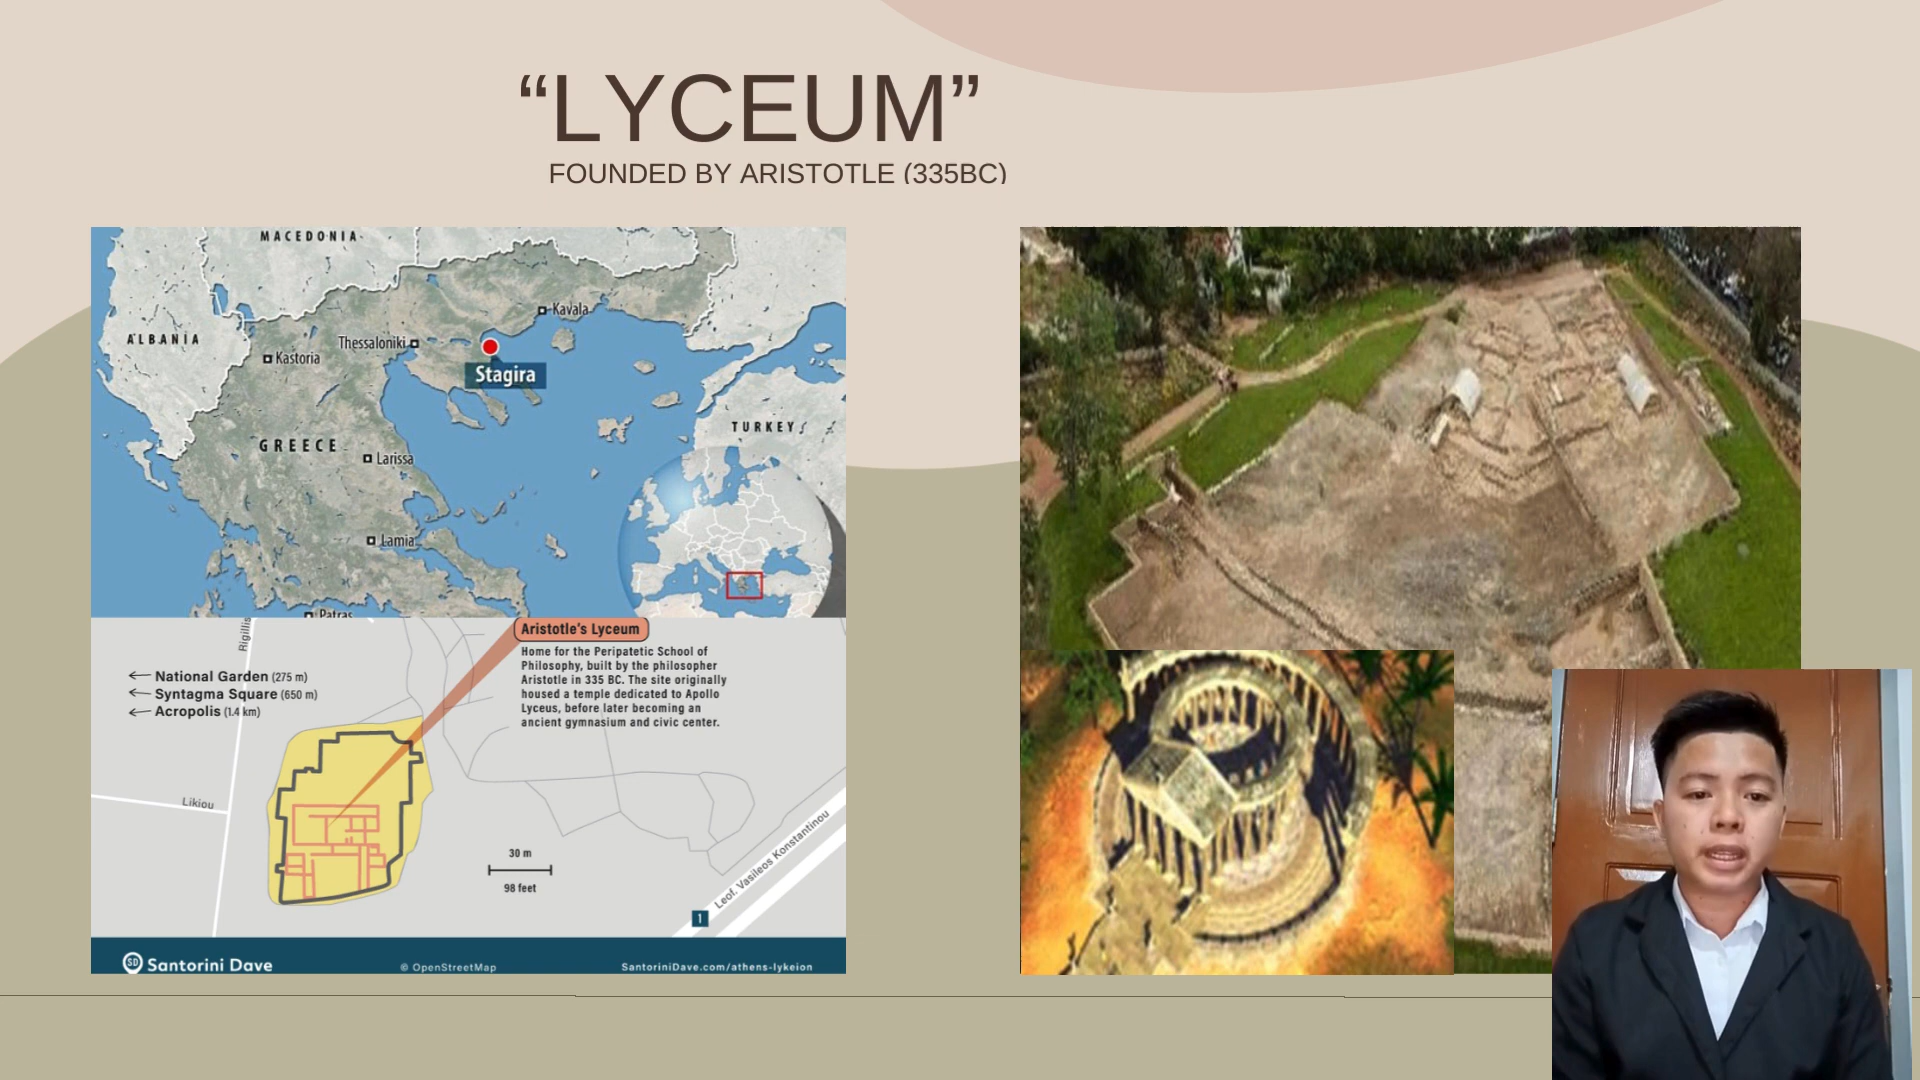 “LYCEUM”
FOUNDED BY ARISTOTLE (335BC)
MACEDONIA
Kavala
ALBANIA
Thessaloniki
Kastoria
Stagira
TURKEY
GREECE
Larissa
Lamia
Patras
Rigillis
Aristotle's Lyceum
Home for the Peripatetic School of
Philosophy, built by the philosopher
Aristotle in 335 BC. The site originally
housed a temple dedicated to Apollo
Lyceus, before later becoming an
ancient gymnasium and civic center.
National Garden (275 m)
Syntagma Square (650 m)
Acropolis (1.4 km)
Likiou
30 m
98 feet
Leof. Vasileos Konstantinou
1
SD Santorini Dave
© OpenStreetMap
SantoriniDave.com/athens-lykeion